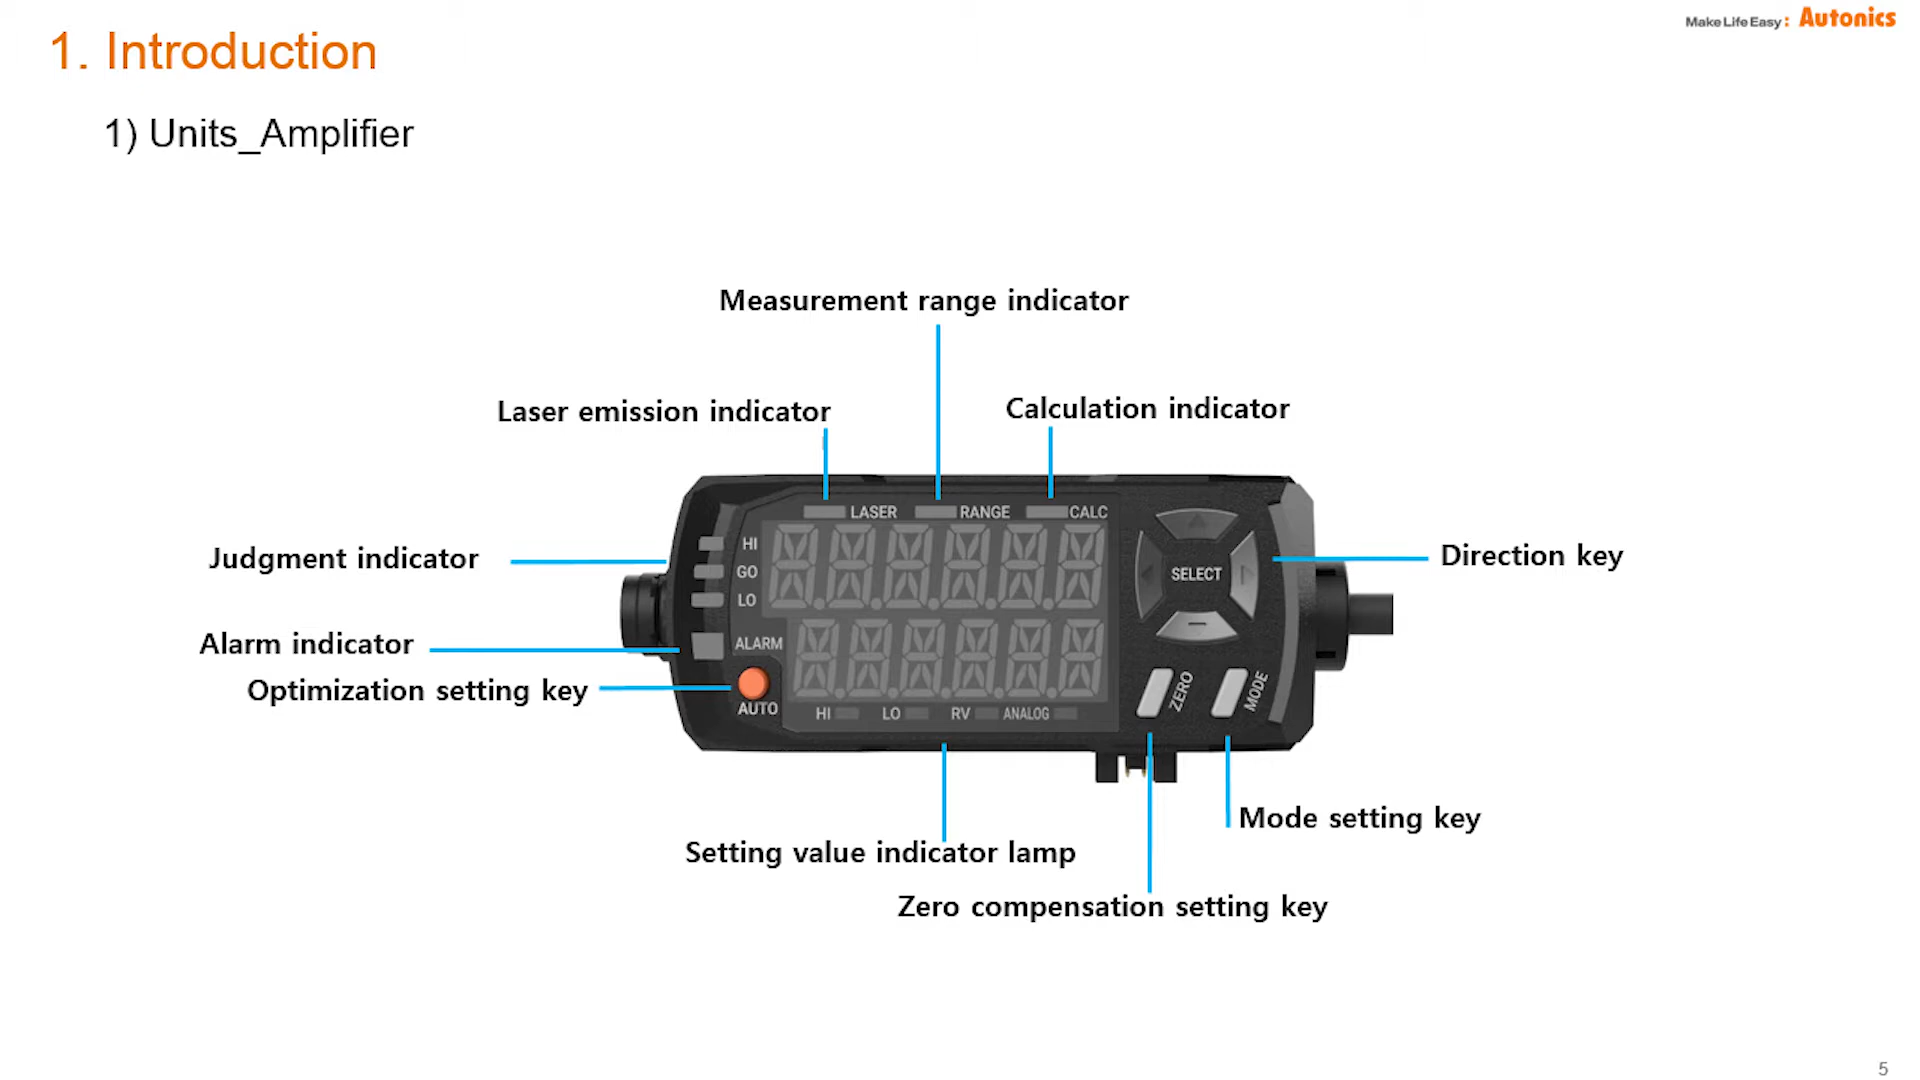 Make Life Easy: Autonics
1. Introduction
1) Units_Amplifier
Measurement range indicator
Laser emission indicator
Calculation indicator
LASER RANGE CALC
HI
GO
LO
ALARM
AUTO
SELECT
HI LO RV ANALOG
ZERO
MODE
Judgment indicator
Direction key
Alarm indicator
Optimization setting key
Mode setting key
Setting value indicator lamp
Zero compensation setting key
5